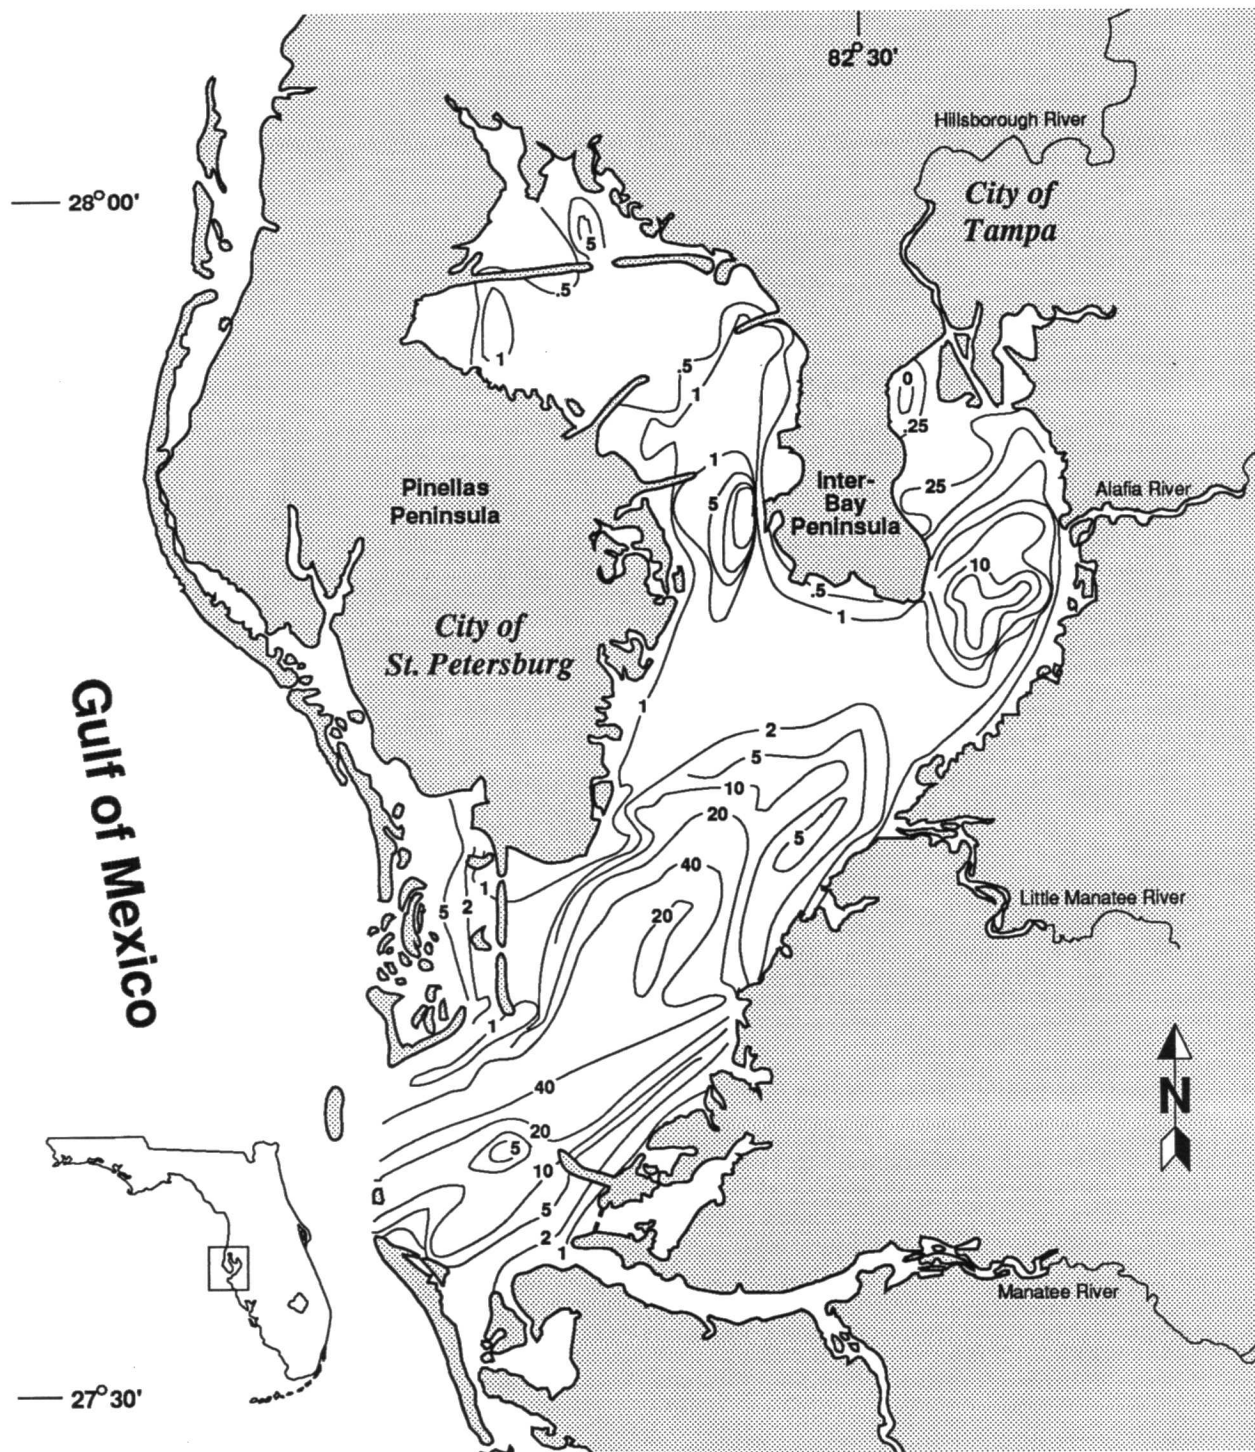 82°30'
Hillsborough River
28°00'
City of
Tampa
5
.5
1
.5
1
0
.25
1
5
25
Pinellas
Peninsula
Inter-
Bay
Peninsula
Alafia River
10
.5
1
City of
St. Petersburg
1
2
5
10
20
5
40
Gulf of Mexico
1
5
2
20
Little Manatee River
1
N
40
20
5
10
5
2
1
Manatee River
27°30'